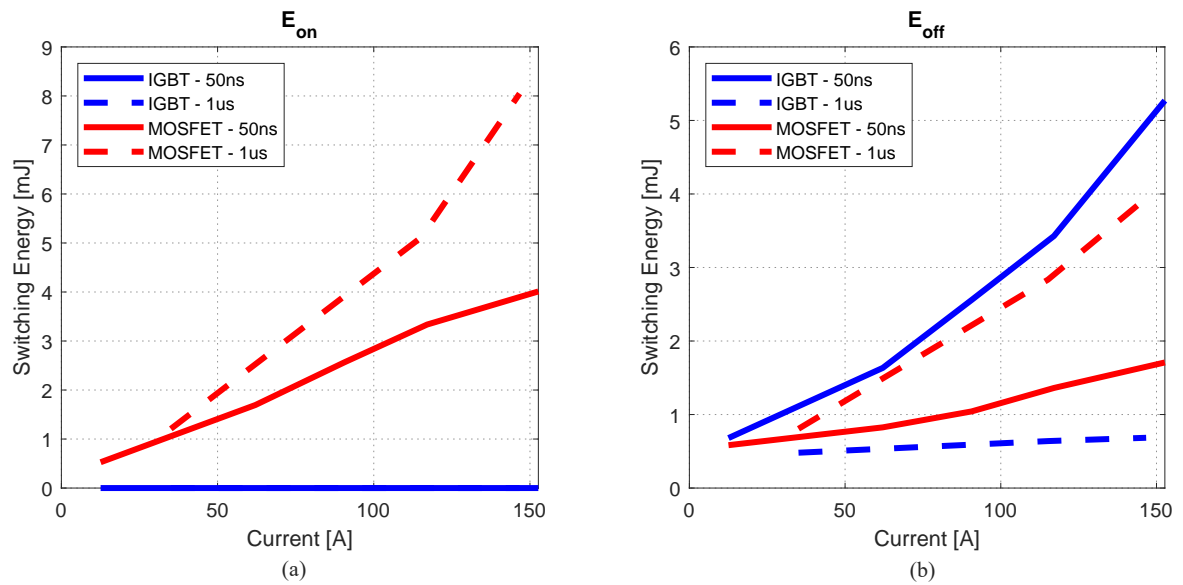 E_on
Switching Energy [mJ]
9
8
7
6
5
4
3
2
1
0
IGBT - 50ns
IGBT - 1us
MOSFET - 50ns
MOSFET - 1us
0 50 100 150
Current [A]
(a)
E_off
Switching Energy [mJ]
6
5
4
3
2
1
0
IGBT - 50ns
IGBT - 1us
MOSFET - 50ns
MOSFET - 1us
0 50 100 150
Current [A]
(b)